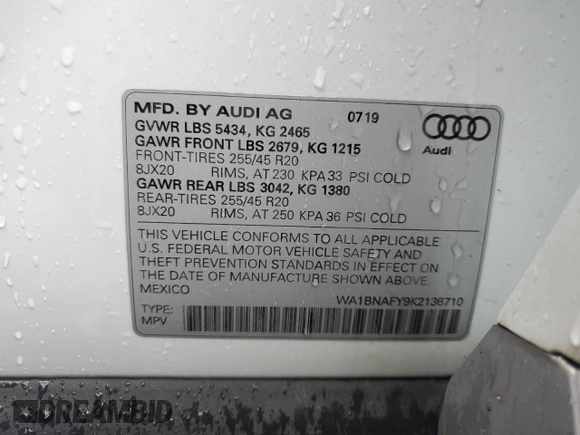 MFD. BY AUDI AG 0719
GVWR LBS 5434, KG 2465
GAWR FRONT LBS 2679, KG 1215
FRONT-TIRES 255/45 R20
8JX20 RIMS, AT 230 KPA 33 PSI COLD
GAWR REAR LBS 3042, KG 1380
REAR-TIRES 255/45 R20
8JX20 RIMS, AT 250 KPA 36 PSI COLD
Audi
THIS VEHICLE CONFORMS TO ALL APPLICABLE
U.S. FEDERAL MOTOR VEHICLE SAFETY AND
THEFT PREVENTION STANDARDS IN EFFECT ON
THE DATE OF MANUFACTURE SHOWN ABOVE.
MEXICO WA1BNAFY9K2136710
TYPE:
MPV
DREAMBID